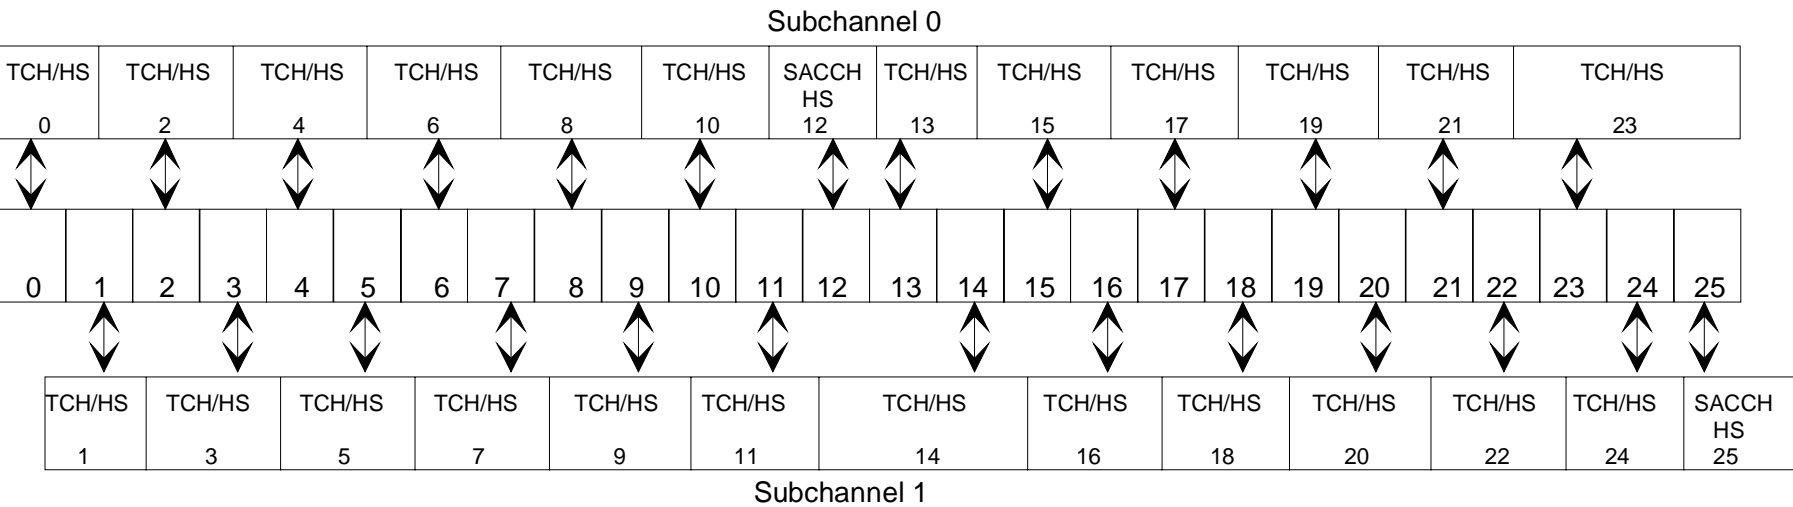 Subchannel 0
TCH/HS TCH/HS TCH/HS TCH/HS TCH/HS TCH/HS SACCH TCH/HS TCH/HS TCH/HS TCH/HS TCH/HS TCH/HS
HS
0 2 4 6 8 10 12 13 15 17 19 21 23
0 1 2 3 4 5 6 7 8 9 10 11 12 13 14 15 16 17 18 19 20 21 22 23 24 25
TCH/HS TCH/HS TCH/HS TCH/HS TCH/HS TCH/HS TCH/HS TCH/HS TCH/HS TCH/HS TCH/HS TCH/HS SACCH
HS
1 3 5 7 9 11 14 16 18 20 22 24 25
Subchannel 1